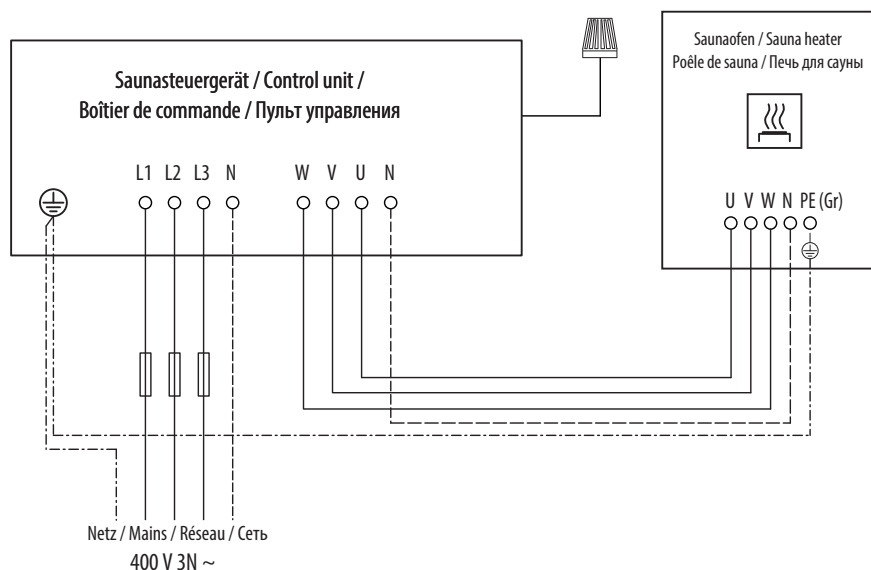 Saunasteuergerät / Control unit /
Boîtier de commande / Пульт управления
L1 L2 L3 N W V U N
Saunaofen / Sauna heater
Poêle de sauna / Печь для сауны
U V W N PE (Gr)
Netz / Mains / Réseau / Сеть
400 V 3N ~